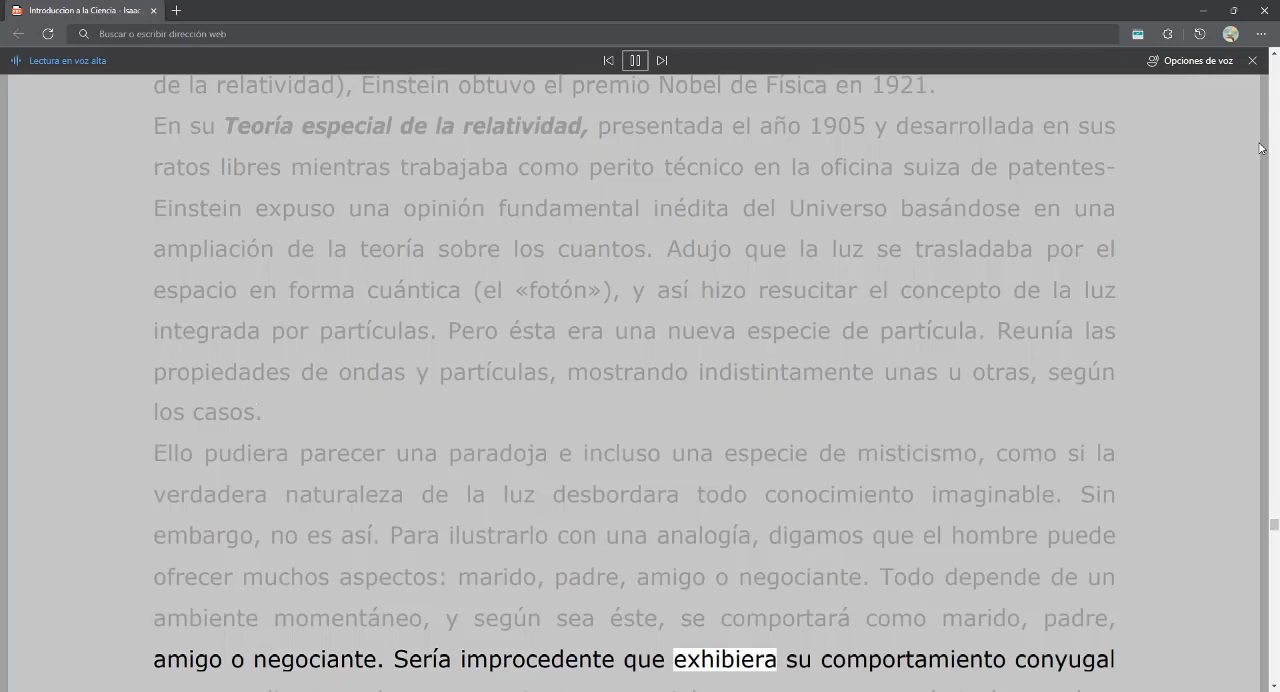 Introduccion a la Ciencia - Isaac
Buscar o escribir dirección web
Lectura en voz alta
Opciones de voz
de la relatividad), Einstein obtuvo el premio Nobel de Física en 1921.
En su Teoría especial de la relatividad, presentada el año 1905 y desarrollada en sus
ratos libres mientras trabajaba como perito técnico en la oficina suiza de patentes-
Einstein expuso una opinión fundamental inédita del Universo basándose en una
ampliación de la teoría sobre los cuantos. Adujo que la luz se trasladaba por el
espacio en forma cuántica (el «fotón»), y así hizo resucitar el concepto de la luz
integrada por partículas. Pero ésta era una nueva especie de partícula. Reunía las
propiedades de ondas y partículas, mostrando indistintamente unas u otras, según
los casos.
Ello pudiera parecer una paradoja e incluso una especie de misticismo, como si la
verdadera naturaleza de la luz desbordara todo conocimiento imaginable. Sin
embargo, no es así. Para ilustrarlo con una analogía, digamos que el hombre puede
ofrecer muchos aspectos: marido, padre, amigo o negociante. Todo depende de un
ambiente momentáneo, y según sea éste, se comportará como marido, padre,
amigo o negociante. Sería improcedente que exhibiera su comportamiento conyugal